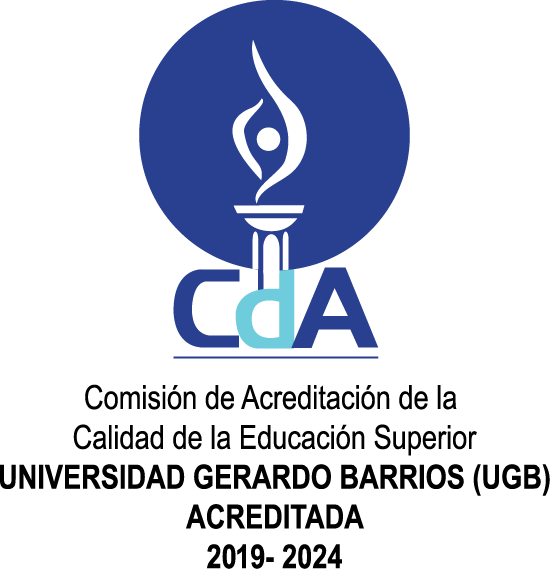 CdA
Comisión de Acreditación de la
Calidad de la Educación Superior
UNIVERSIDAD GERARDO BARRIOS (UGB)
ACREDITADA
2019- 2024